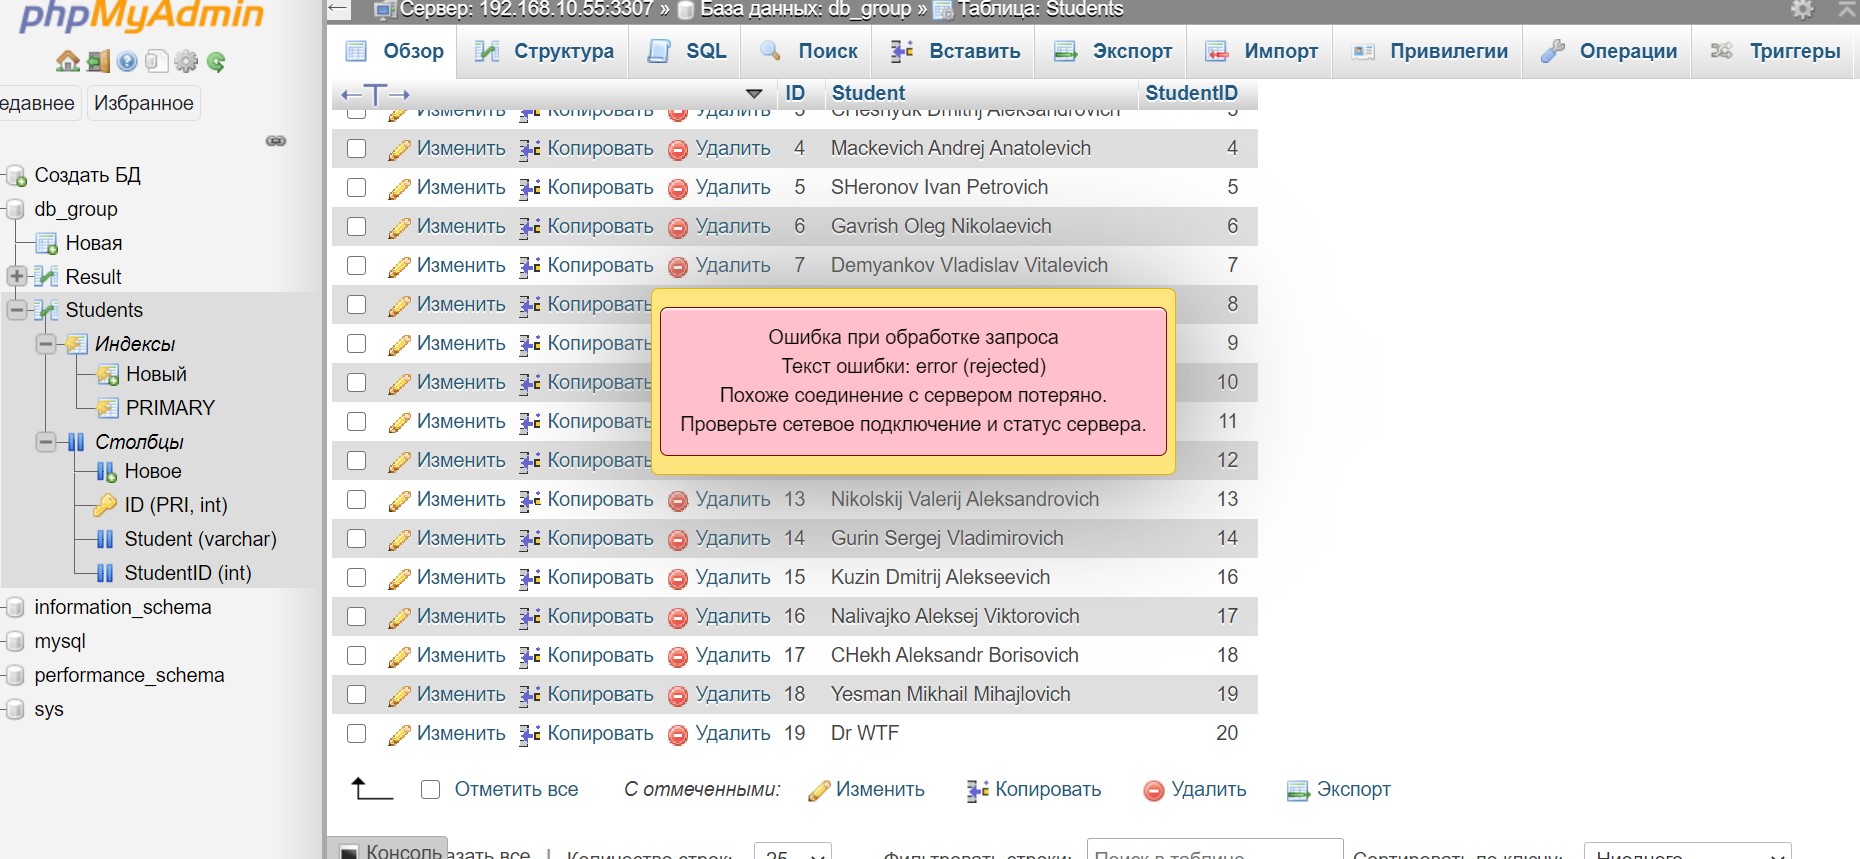 phpMyAdmin
Сервер: 192.168.10.55:3307 » База данных: db_group » Таблица: Students
Обзор Структура SQL Поиск Вставить Экспорт Импорт Привилегии Операции Триггеры
едавнее Избранное
Создать БД
db_group
Новая
Result
Students
Индексы
Новый
PRIMARY
Столбцы
Новое
ID (PRI, int)
Student (varchar)
StudentID (int)
information_schema
mysql
performance_schema
sys
ID Student StudentID
Изменить Копировать Удалить 3 CHeshyuk Dmitrij Aleksandrovich 3
Изменить Копировать Удалить 4 Mackevich Andrej Anatolevich 4
Изменить Копировать Удалить 5 SHeronov Ivan Petrovich 5
Изменить Копировать Удалить 6 Gavrish Oleg Nikolaevich 6
Изменить Копировать Удалить 7 Demyankov Vladislav Vitalevich 7
Изменить Копировать 8
Изменить Копировать 9
Изменить Копировать 10
Изменить Копировать 11
Изменить Копировать 12
Ошибка при обработке запроса
Текст ошибки: error (rejected)
Похоже соединение с сервером потеряно.
Проверьте сетевое подключение и статус сервера.
Изменить Копировать Удалить 13 Nikolskij Valerij Aleksandrovich 13
Изменить Копировать Удалить 14 Gurin Sergej Vladimirovich 14
Изменить Копировать Удалить 15 Kuzin Dmitrij Alekseevich 16
Изменить Копировать Удалить 16 Nalivajko Aleksej Viktorovich 17
Изменить Копировать Удалить 17 CHekh Aleksandr Borisovich 18
Изменить Копировать Удалить 18 Yesman Mikhail Mihajlovich 19
Изменить Копировать Удалить 19 Dr WTF 20
Отметить все С отмеченными: Изменить Копировать Удалить Экспорт
Консоль азать все | Количество строк: 25 Фильтровать строки: Поиск в таблице Сортировать по ключу: